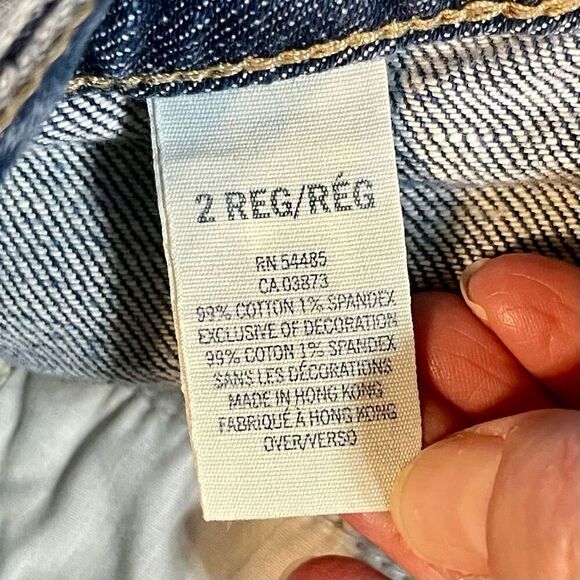 2 REG/RÉG
RN 54485
CA 03873
99% COTTON 1% SPANDEX
EXCLUSIVE OF DECORATION
99% COTON 1% SPANDEX
SANS LES DÉCORATIONS
MADE IN HONG KONG
FABRIQUÉ À HONG KONG
OVER/VERSO